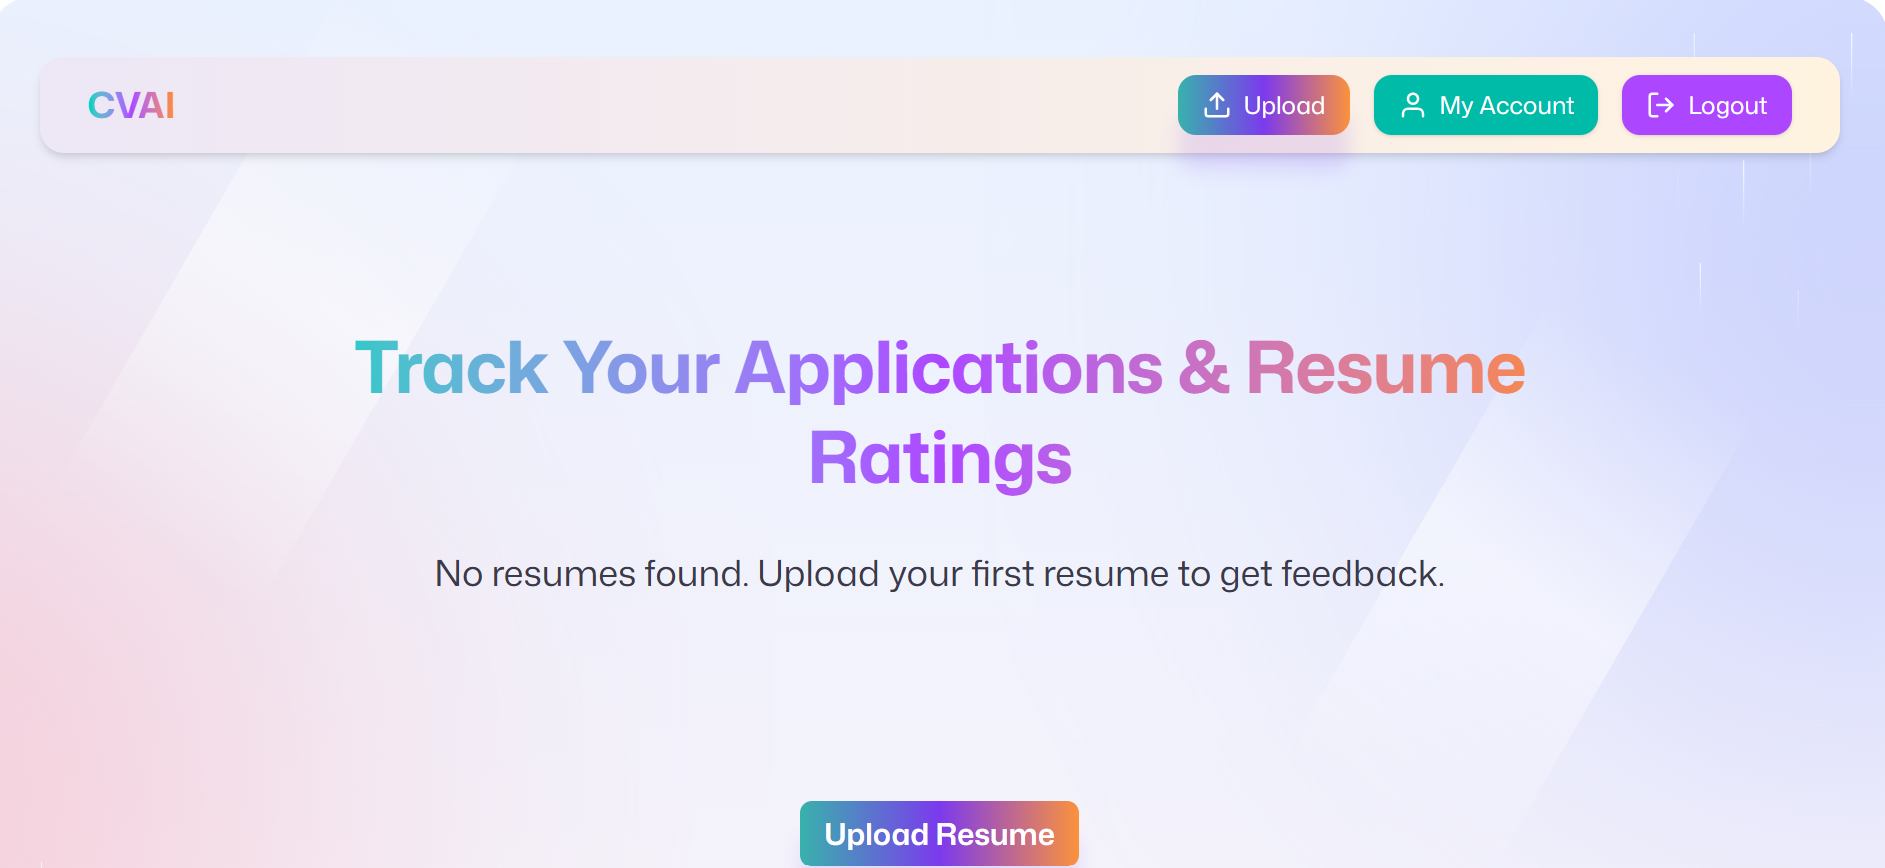 CVAI
Upload
My Account
Logout
Track Your Applications & Resume
Ratings
No resumes found. Upload your first resume to get feedback.
Upload Resume